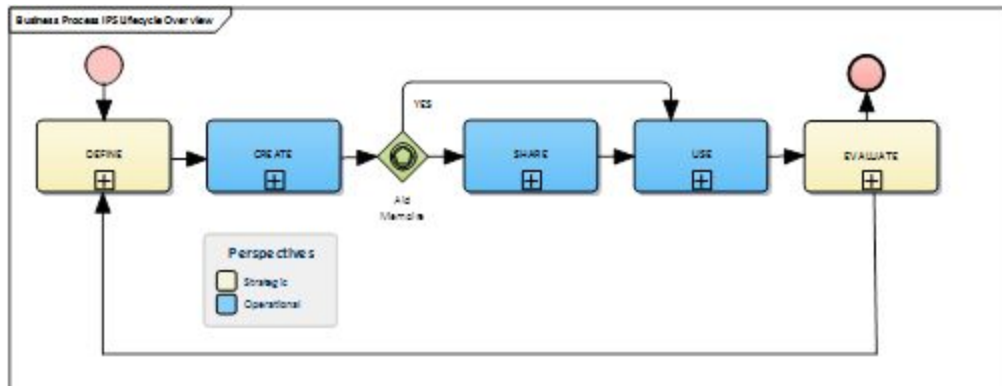 Business Process IPS Lifecycle Overview
YES
DEFINE
CREATE
SHARE
USE
EVALUATE
Aid
Memoire
Perspectives
Strategic
Operational